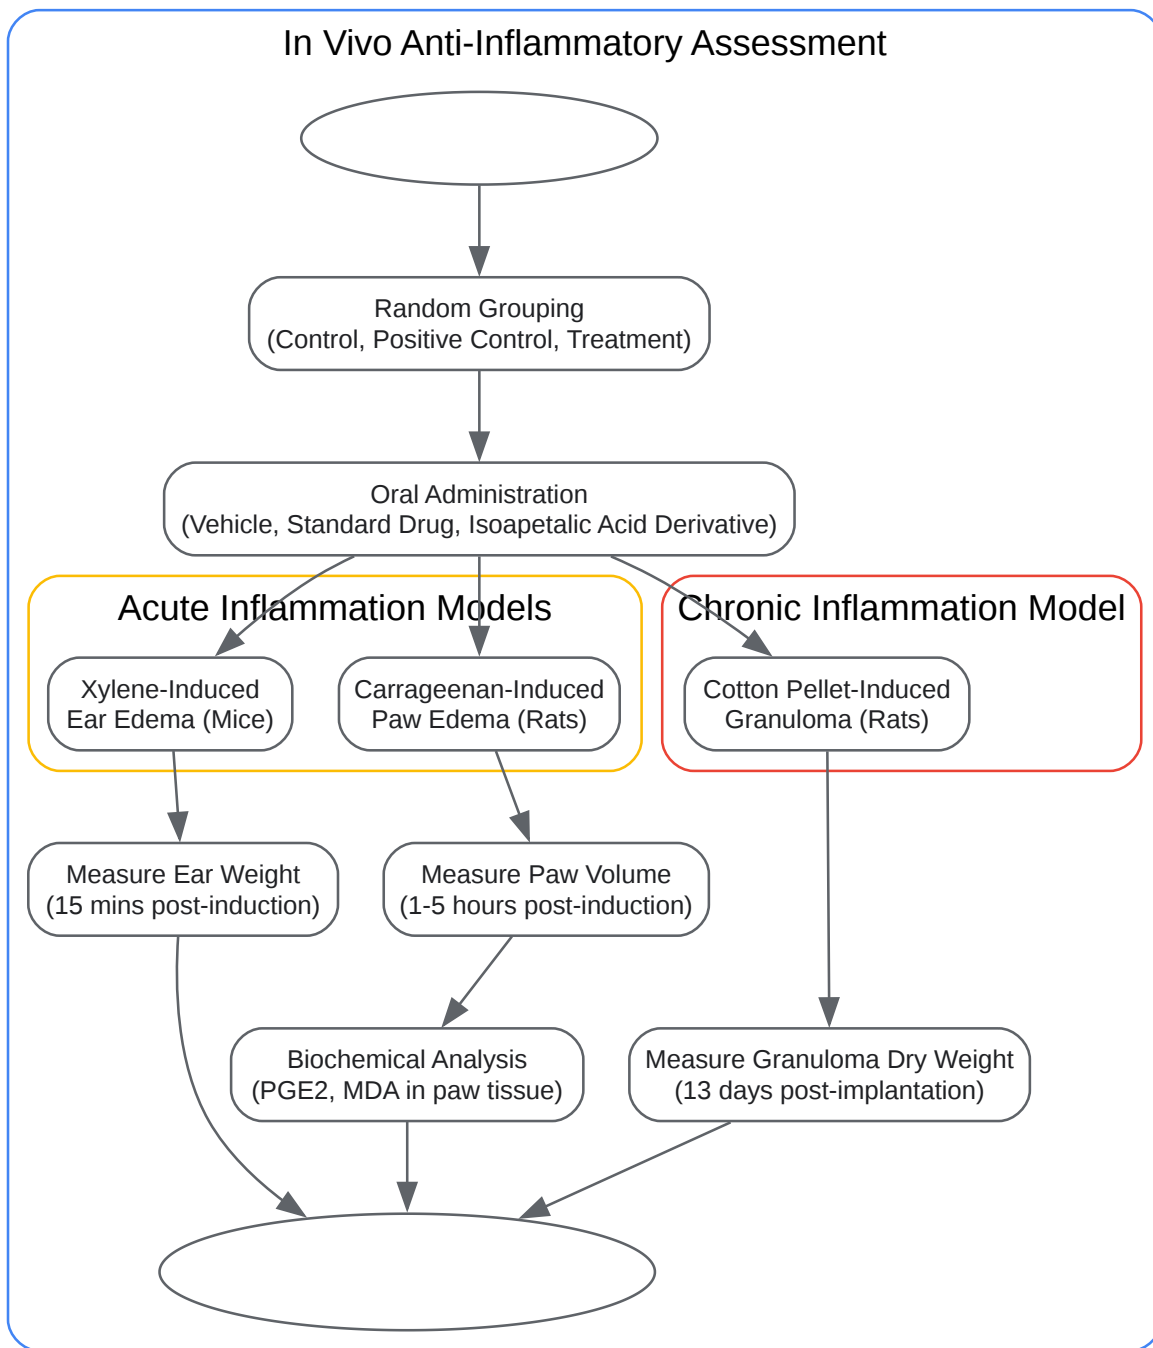 In Vivo Anti-Inflammatory Assessment
Random Grouping
(Control, Positive Control, Treatment)
Oral Administration
(Vehicle, Standard Drug, Isoapetalic Acid Derivative)
Acute Inflammation Models
Chronic Inflammation Model
Xylene-Induced
Ear Edema (Mice)
Carrageenan-Induced
Paw Edema (Rats)
Cotton Pellet-Induced
Granuloma (Rats)
Measure Ear Weight
(15 mins post-induction)
Measure Paw Volume
(1-5 hours post-induction)
Biochemical Analysis
(PGE2, MDA in paw tissue)
Measure Granuloma Dry Weight
(13 days post-implantation)